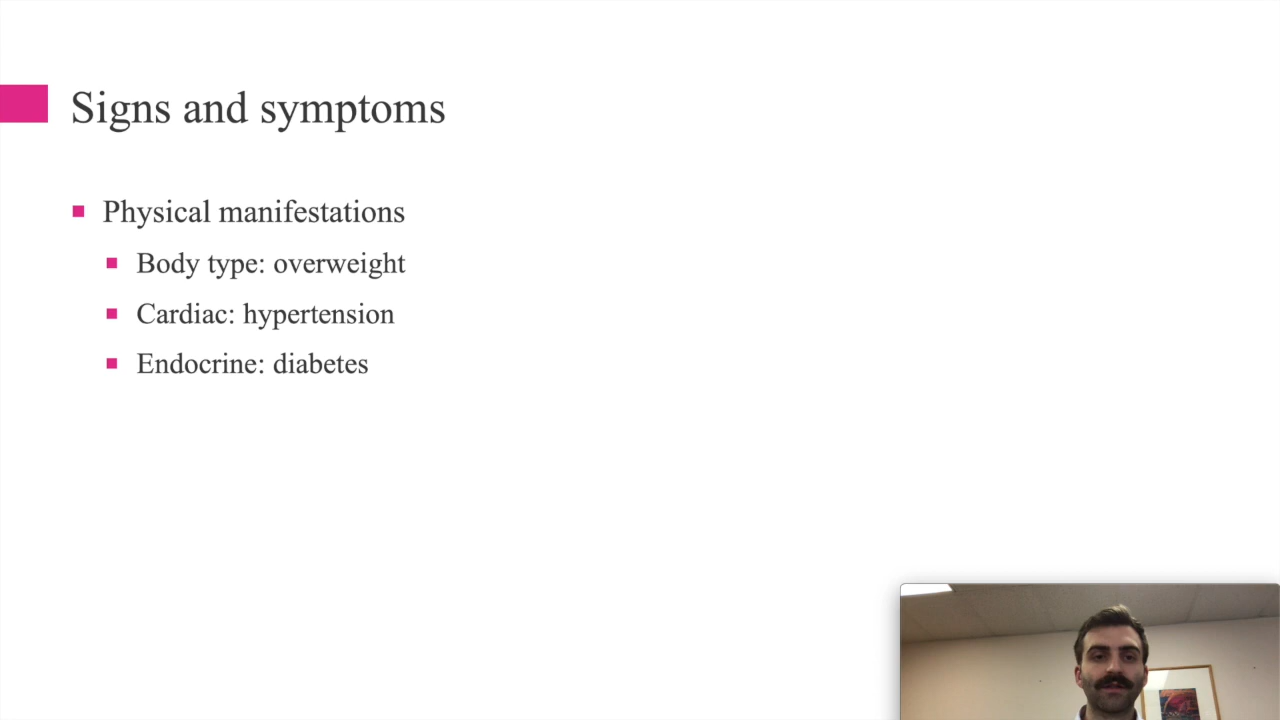 Signs and symptoms
Physical manifestations
Body type: overweight
Cardiac: hypertension
Endocrine: diabetes